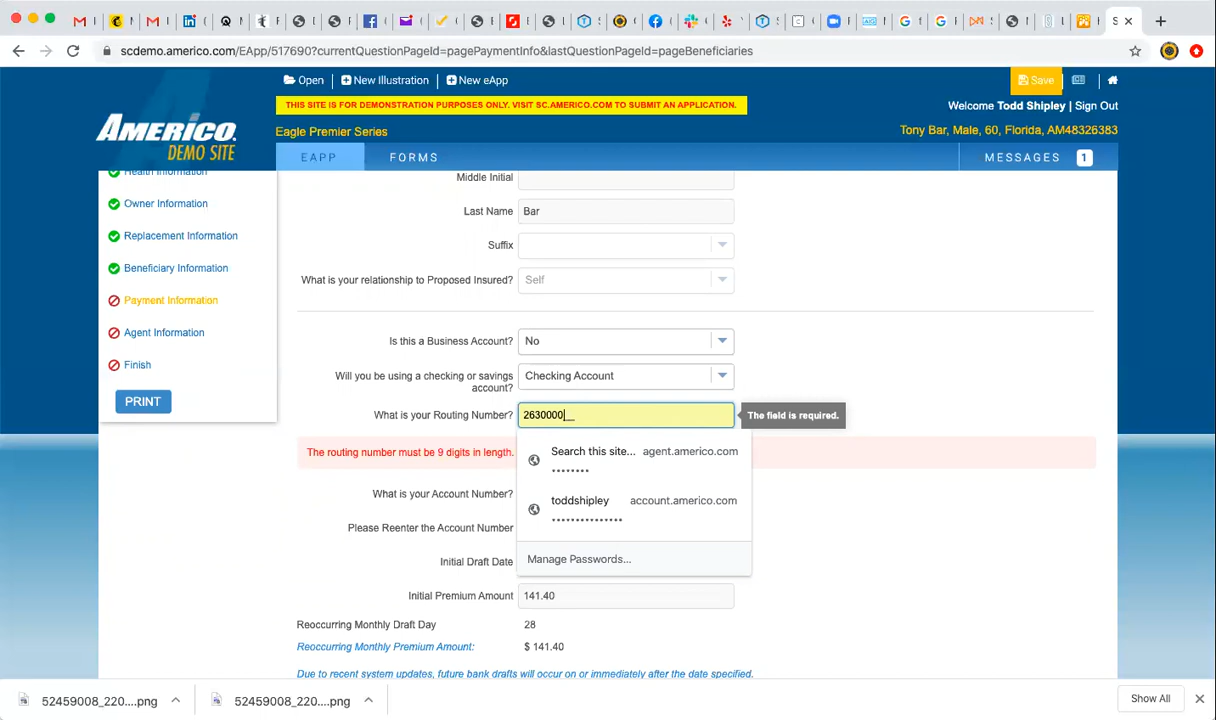 scdemo.americo.com/EApp/517690?currentQuestionPageId=pagePaymentInfo&lastQuestionPageId=pageBeneficiaries
Open New Illustration New eApp Save
THIS SITE IS FOR DEMONSTRATION PURPOSES ONLY. VISIT SC.AMERICO.COM TO SUBMIT AN APPLICATION. Welcome Todd Shipley | Sign Out
AMERICO
DEMO SITE
Eagle Premier Series Tony Bar, Male, 60, Florida, AM48326383
EAPP FORMS MESSAGES 1
Health Information
Owner Information
Replacement Information
Beneficiary Information
Payment Information
Agent Information
Finish
PRINT
Middle Initial
Last Name Bar
Suffix
What is your relationship to Proposed Insured? Self
Is this a Business Account? No
Will you be using a checking or savings account? Checking Account
What is your Routing Number? 2630000__ The field is required.
The routing number must be 9 digits in length.
Search this site... agent.americo.com
••••••••
toddshipley account.americo.com
•••••••••••••••
Manage Passwords...
What is your Account Number?
Please Reenter the Account Number
Initial Draft Date
Initial Premium Amount 141.40
Reoccurring Monthly Draft Day 28
Reoccurring Monthly Premium Amount: $ 141.40
Due to recent system updates, future bank drafts will occur on or immediately after the date specified.
52459008_220....png 52459008_220....png Show All